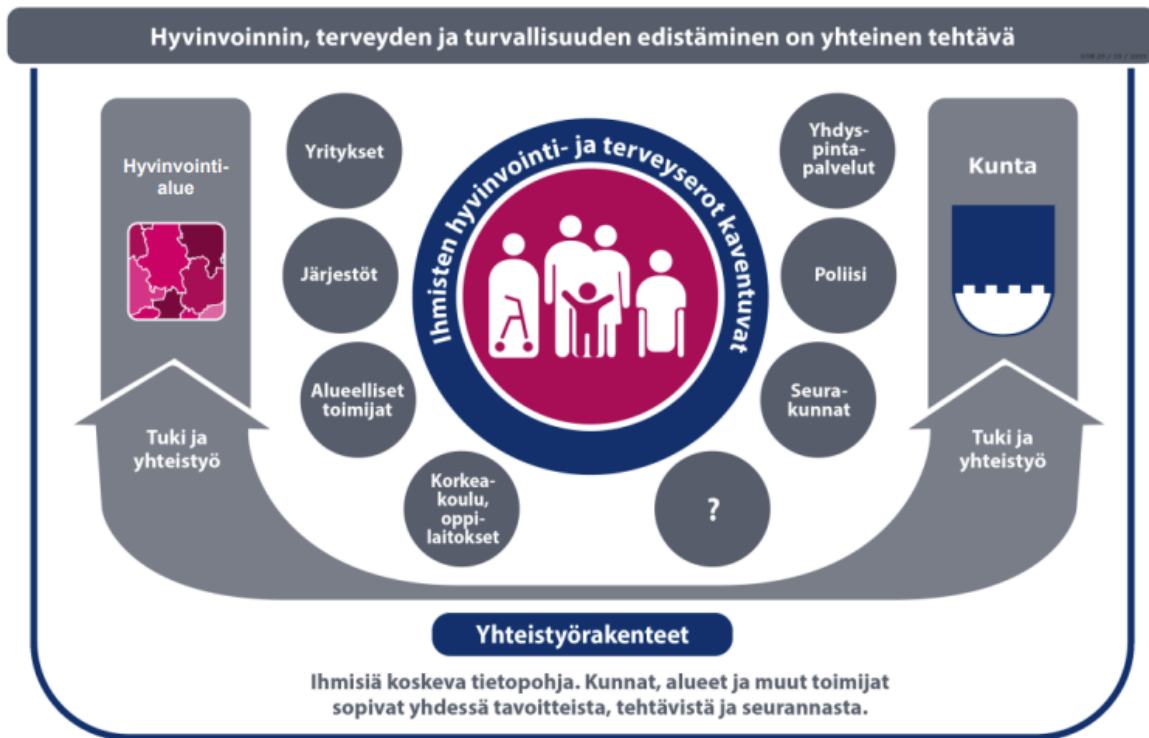 Hyvinvoinnin, terveyden ja turvallisuuden edistäminen on yhteinen tehtävä
Hyvinvointi-
alue
Yritykset
Järjestöt
Alueelliset
toimijat
Korkea-
koulu,
oppi-
laitokset
Ihmisten hyvinvointi- ja terveyserot kaventuvat
Yhdys-
pinta-
palvelut
Poliisi
Seura-
kunnat
?
Kunta
Tuki ja
yhteistyö
Tuki ja
yhteistyö
Yhteistyörakenteet
Ihmisiä koskeva tietopohja. Kunnat, alueet ja muut toimijat
sopivat yhdessä tavoitteista, tehtävistä ja seurannasta.